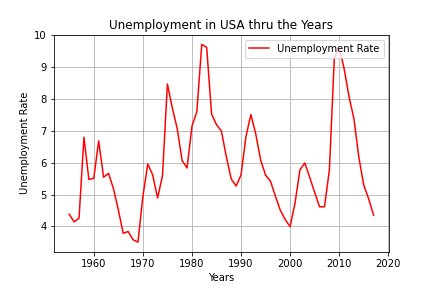 Unemployment in USA thru the Years
Unemployment Rate
Unemployment Rate
10
9
8
7
6
5
4
1960 1970 1980 1990 2000 2010 2020
Years